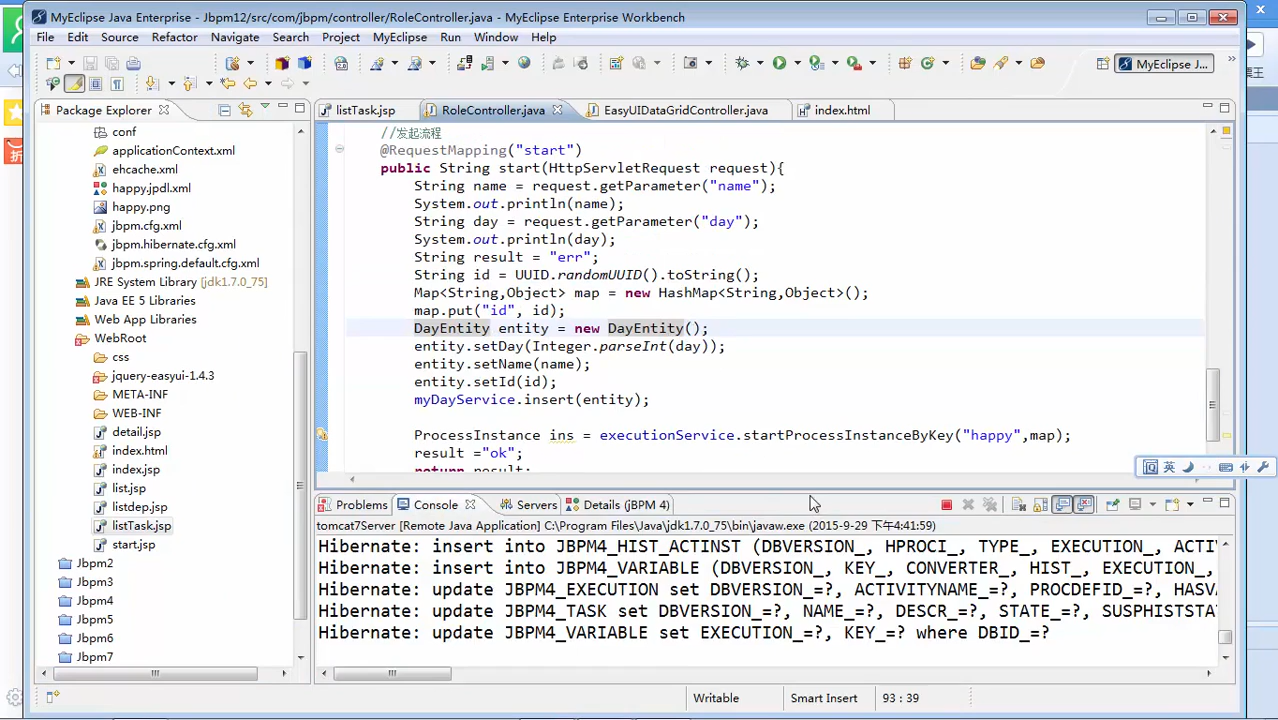 MyEclipse Java Enterprise - Jbpm12/src/com/jbpm/controller/RoleController.java - MyEclipse Enterprise Workbench
File Edit Source Refactor Navigate Search Project MyEclipse Run Window Help
MyEclipse J...
Package Explorer
listTask.jsp RoleController.java EasyUIDataGridController.java index.html
conf
applicationContext.xml
ehcache.xml
happy.jpdl.xml
happy.png
jbpm.cfg.xml
jbpm.hibernate.cfg.xml
jbpm.spring.default.cfg.xml
JRE System Library [jdk1.7.0_75]
Java EE 5 Libraries
Web App Libraries
WebRoot
css
jquery-easyui-1.4.3
META-INF
WEB-INF
detail.jsp
index.html
index.jsp
list.jsp
listdep.jsp
listTask.jsp
start.jsp
Jbpm2
Jbpm3
Jbpm4
Jbpm5
Jbpm6
Jbpm7
//发起流程
@RequestMapping("start")
public String start(HttpServletRequest request){
String name = request.getParameter("name");
System.out.println(name);
String day = request.getParameter("day");
System.out.println(day);
String result = "err";
String id = UUID.randomUUID().toString();
Map<String,Object> map = new HashMap<String,Object>();
map.put("id", id);
DayEntity entity = new DayEntity();
entity.setDay(Integer.parseInt(day));
entity.setName(name);
entity.setId(id);
myDayService.insert(entity);
ProcessInstance ins = executionService.startProcessInstanceByKey("happy",map);
result ="ok";
return result;
英
Problems Console Servers Details (jBPM 4)
tomcat7Server [Remote Java Application] C:\Program Files\Java\jdk1.7.0_75\bin\javaw.exe (2015-9-29 下午4:41:59)
Hibernate: insert into JBPM4_HIST_ACTINST (DBVERSION_, HPROCI_, TYPE_, EXECUTION_, ACTIV
Hibernate: insert into JBPM4_VARIABLE (DBVERSION_, KEY_, CONVERTER_, HIST_, EXECUTION_,
Hibernate: update JBPM4_EXECUTION set DBVERSION_=?, ACTIVITYNAME_=?, PROCDEFID_=?, HASVA
Hibernate: update JBPM4_TASK set DBVERSION_=?, NAME_=?, DESCR_=?, STATE_=?, SUSPHISTSTA
Hibernate: update JBPM4_VARIABLE set EXECUTION_=?, KEY_=? where DBID_=?
Writable Smart Insert 93 : 39